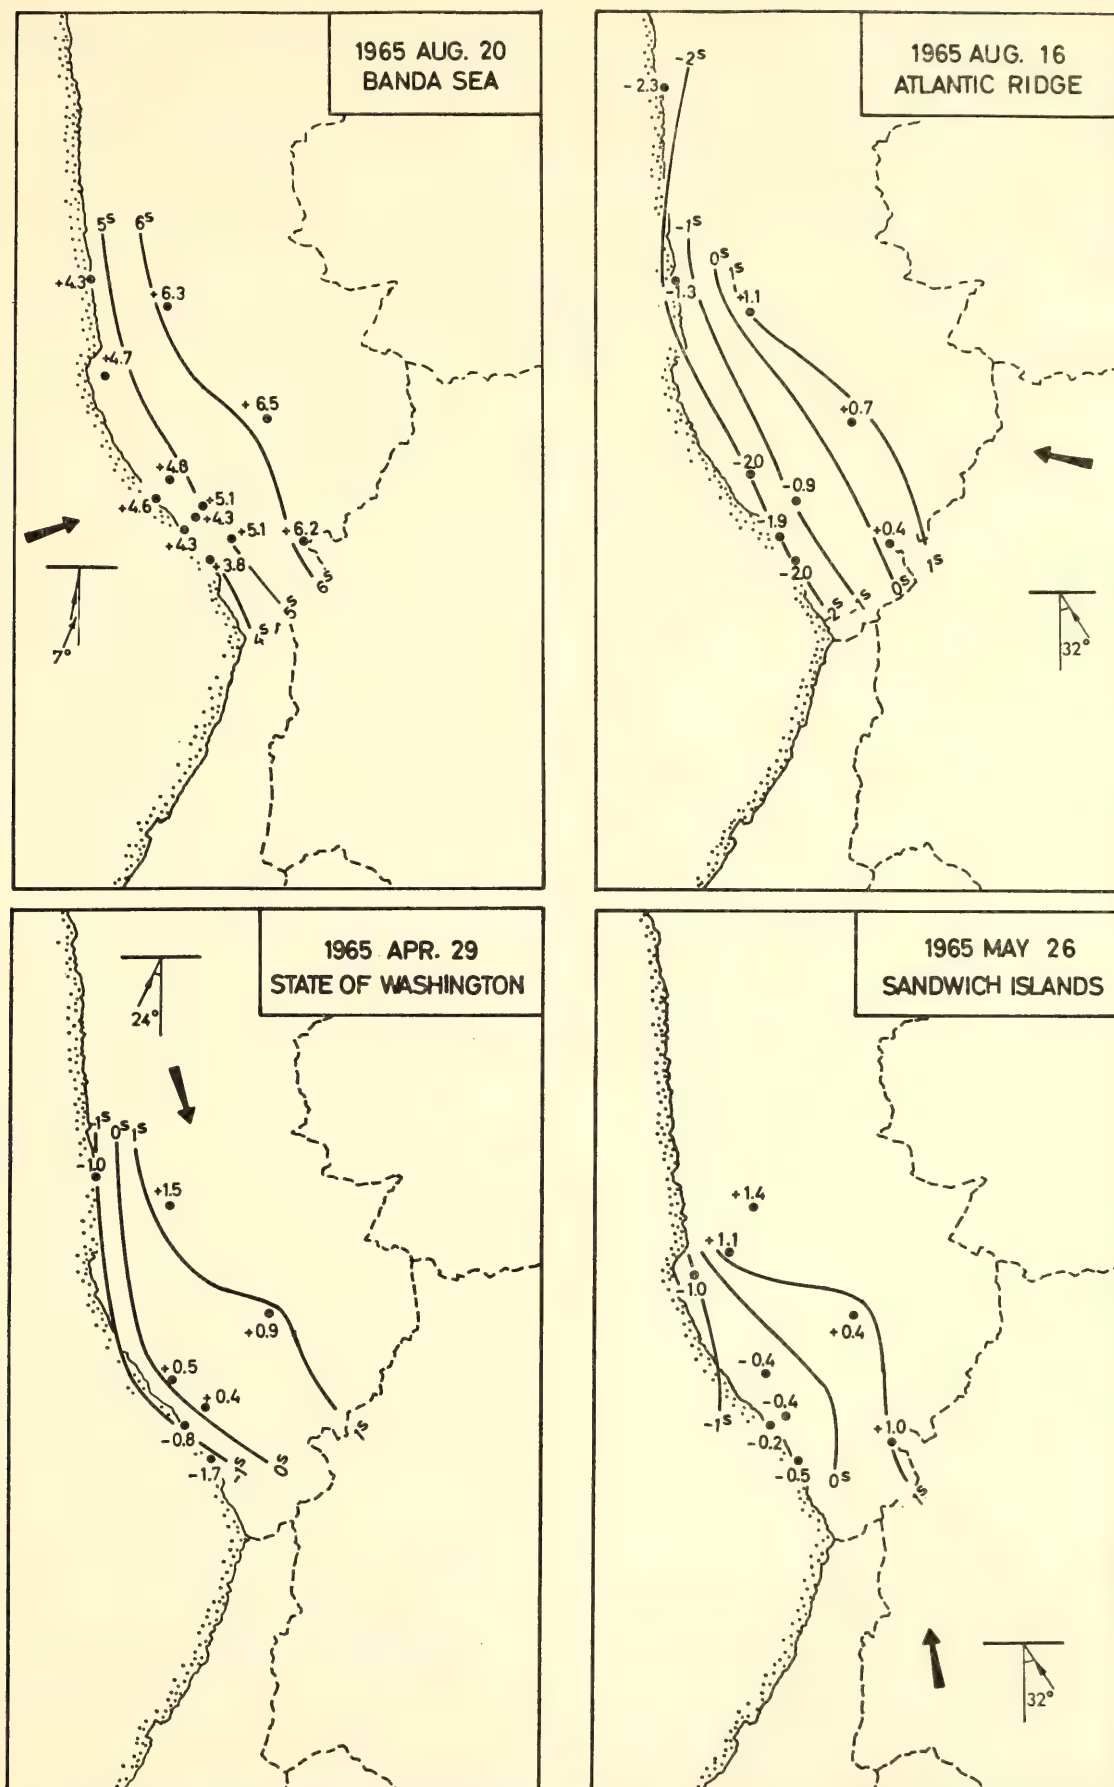 1965 AUG. 20
BANDA SEA
5ˢ
6ˢ
+4.3
+6.3
+4.7
+6.5
+4.8
+4.6
+5.1
+4.3
+4.3
+5.1
+6.2
+3.8
6ˢ
5ˢ
4ˢ
7°
1965 AUG. 16
ATLANTIC RIDGE
-2ˢ
-2.3
-1ˢ
0ˢ
1ˢ
-1.3
+1.1
+0.7
-2.0
-0.9
-1.9
+0.4
-2.0
1ˢ
0ˢ
-1ˢ
-2ˢ
32°
1965 APR. 29
STATE OF WASHINGTON
24°
-1ˢ
0ˢ
1ˢ
-1.0
+1.5
+0.9
+0.5
+0.4
-0.8
-1.7
-1ˢ
0ˢ
1ˢ
1965 MAY 26
SANDWICH ISLANDS
+1.4
+1.1
-1.0
+0.4
-0.4
-0.4
-1ˢ
-0.2
+1.0
-0.5
0ˢ
1ˢ
32°